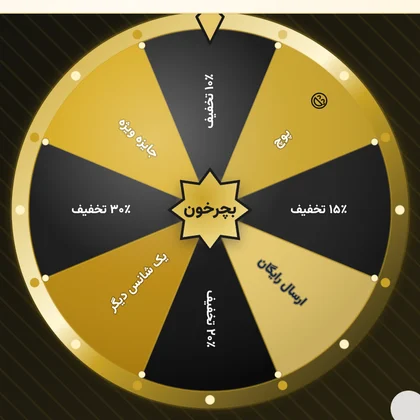 ۱۰٪ تخفیف
پوچ
۱۵٪ تخفیف
ارسال رایگان
۲۰٪ تخفیف
یک شانس دیگر
۳۰٪ تخفیف
جایزه ویژه
بچرخون